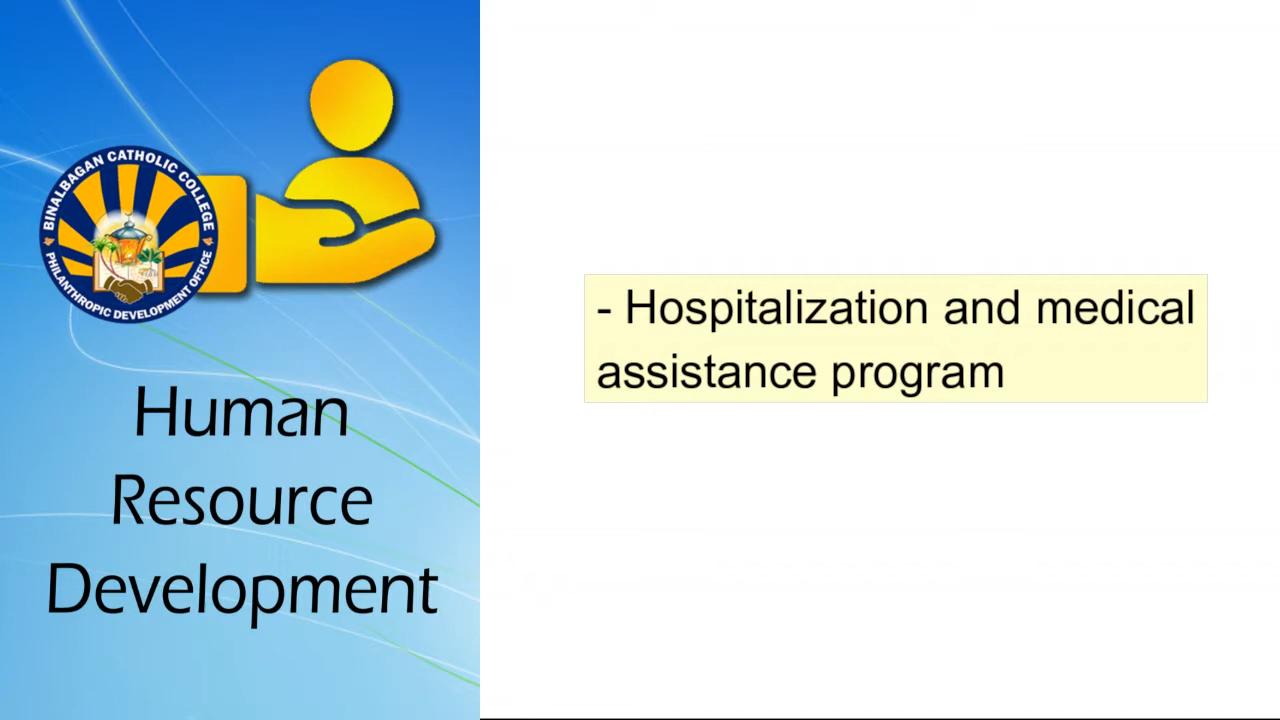 BINALBAGAN CATHOLIC COLLEGE
PHILANTHROPIC DEVELOPMENT OFFICE
Human
Resource
Development
- Hospitalization and medical
assistance program